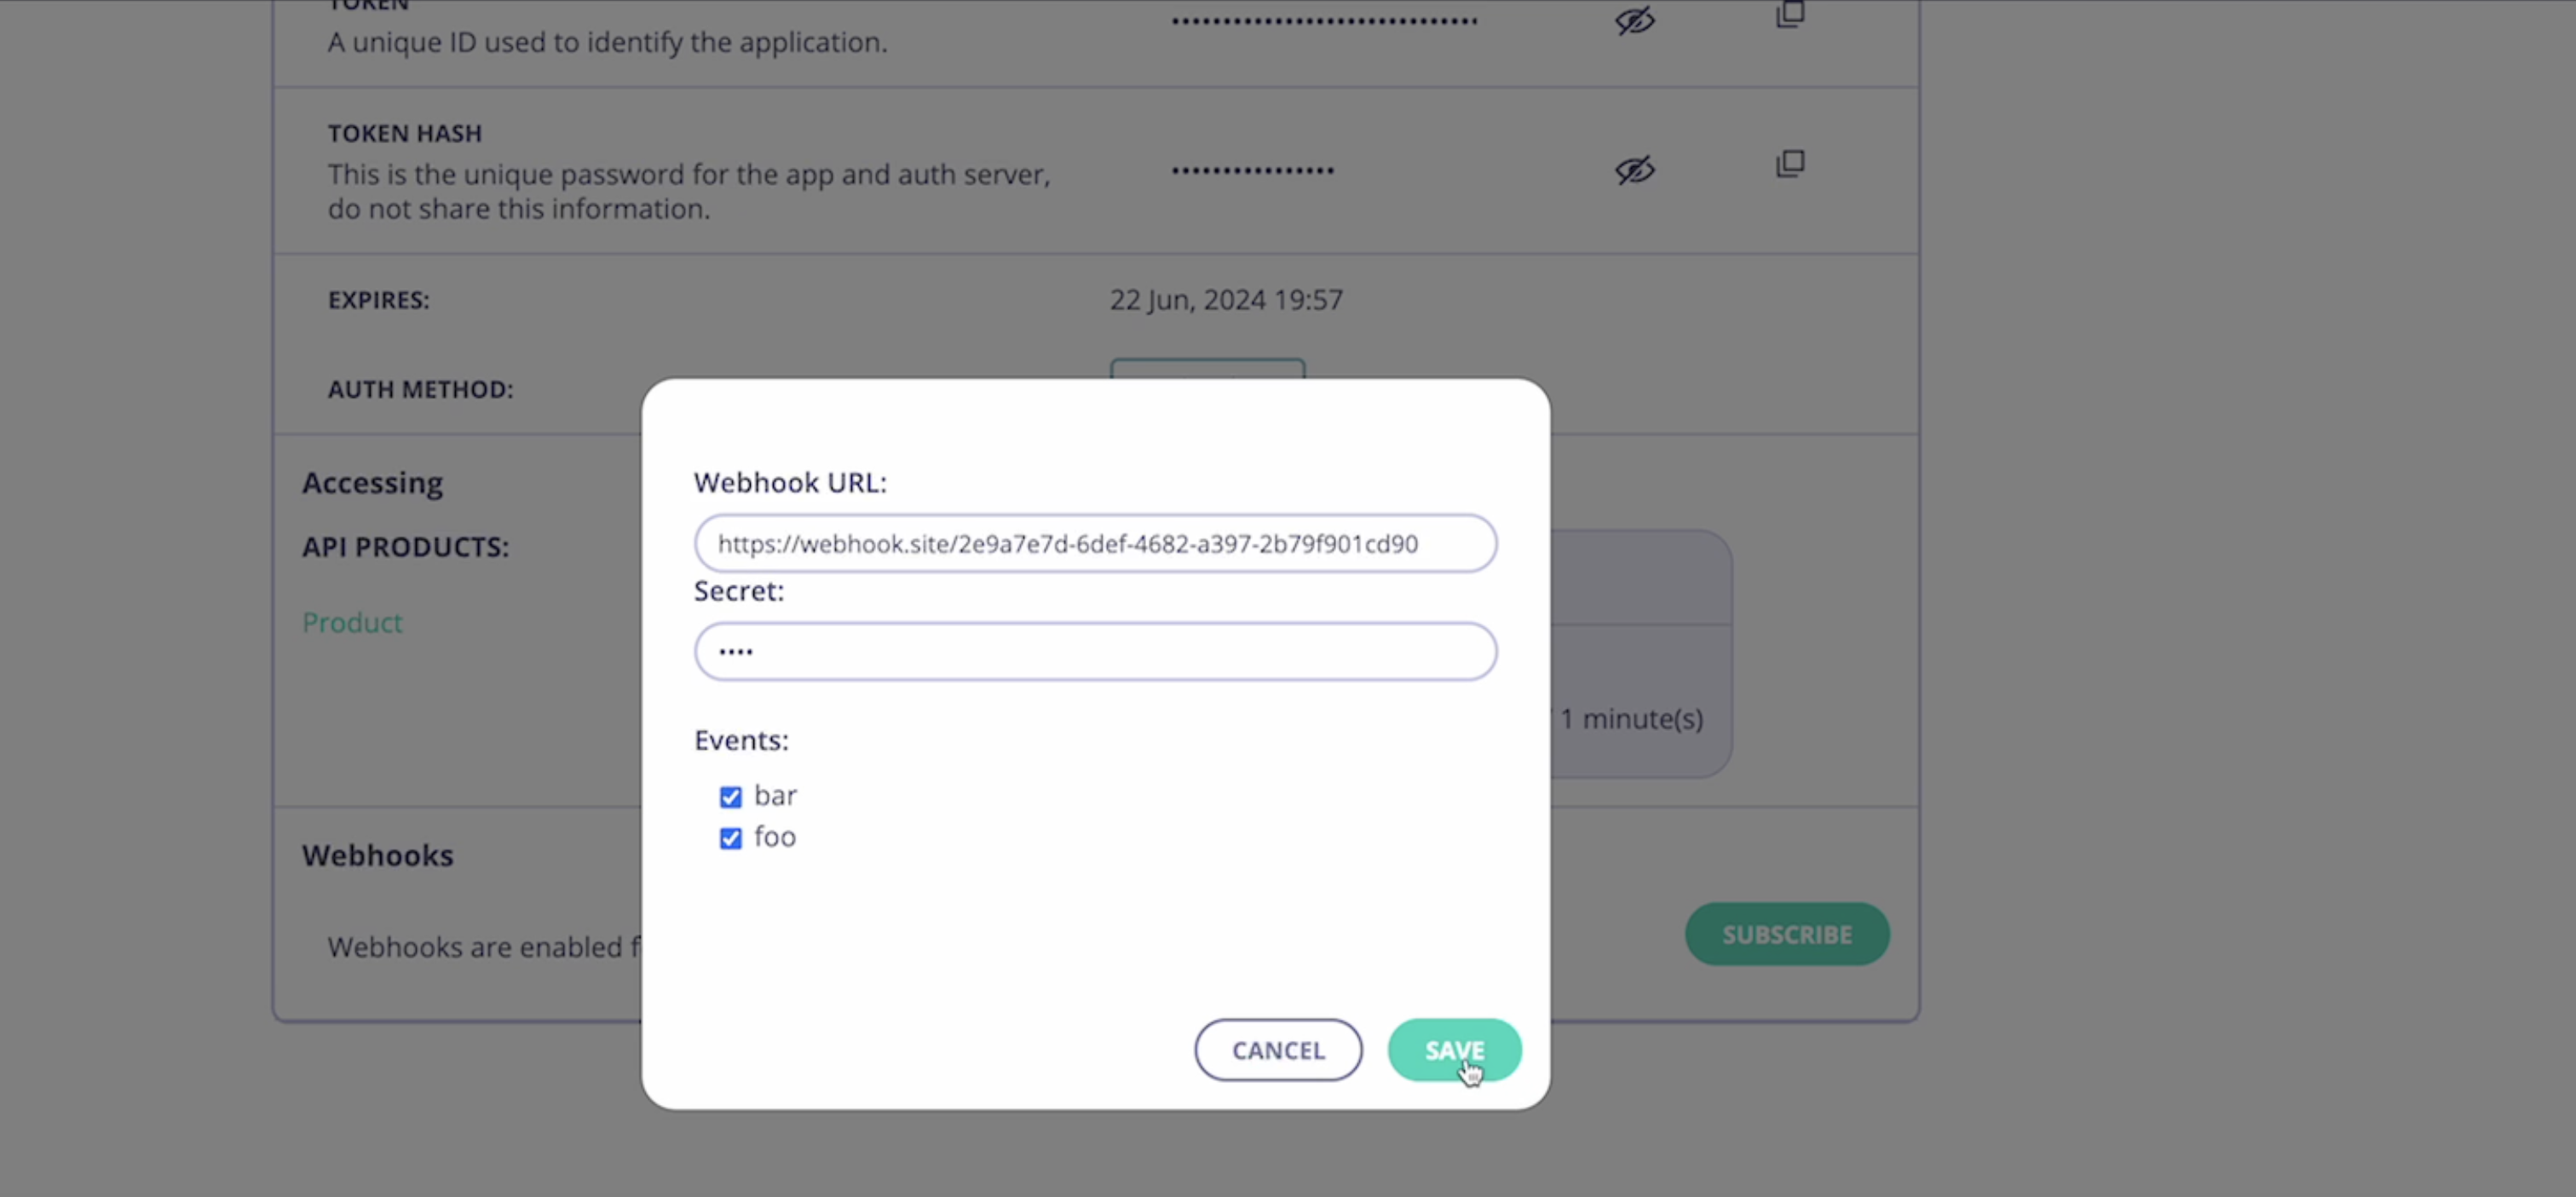 TOKEN
A unique ID used to identify the application.
TOKEN HASH
This is the unique password for the app and auth server,
do not share this information.
EXPIRES:
22 Jun, 2024 19:57
AUTH METHOD:
Accessing
API PRODUCTS:
Product
1 minute(s)
Webhooks
Webhooks are enabled f
SUBSCRIBE
Webhook URL:
https://webhook.site/2e9a7e7d-6def-4682-a397-2b79f901cd90
Secret:
••••
Events:
bar
foo
CANCEL
SAVE